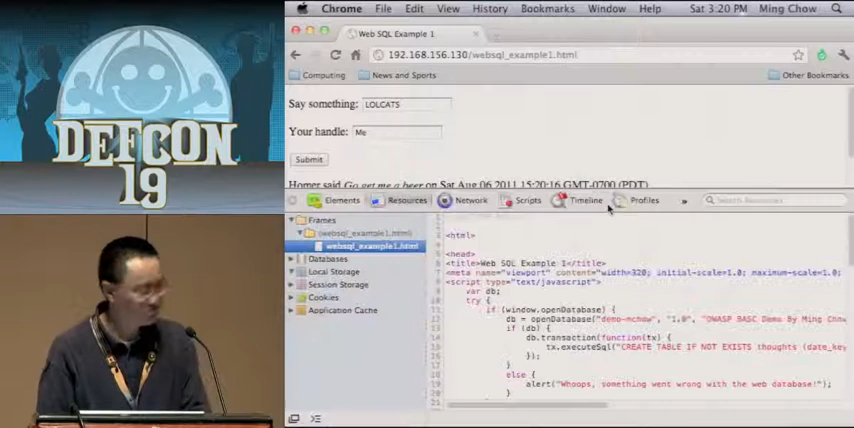 DEFCON
19
Chrome File Edit View History Bookmarks Window Help Sat 3:20 PM Ming Chow
Web SQL Example 1
192.168.156.130/websql_example1.html
Computing News and Sports Other Bookmarks
Say something: LOLCATS
Your handle: Me
Submit
Homer said Go get me a beer on Sat Aug 06 2011 15:20:16 GMT-0700 (PDT)
Elements Resources Network Scripts Timeline Profiles » Search Resources
Frames
(websql_example1.html)
websql_example1.html
Databases
Local Storage
Session Storage
Cookies
Application Cache
<html>
<head>
<title>Web SQL Example 1</title>
<meta name="viewport" content="width=320; initial-scale=1.0; maximum-scale=1.0;
<script type="text/javascript">
var db;
try {
if (window.openDatabase) {
db = openDatabase("demo-mchow", "1.0", "OWASP BASC Demo By Ming Chow
if (db) {
db.transaction(function(tx) {
tx.executeSql("CREATE TABLE IF NOT EXISTS thoughts (date_key
});
}
else {
alert("Whoops, something went wrong with the web database!");
}